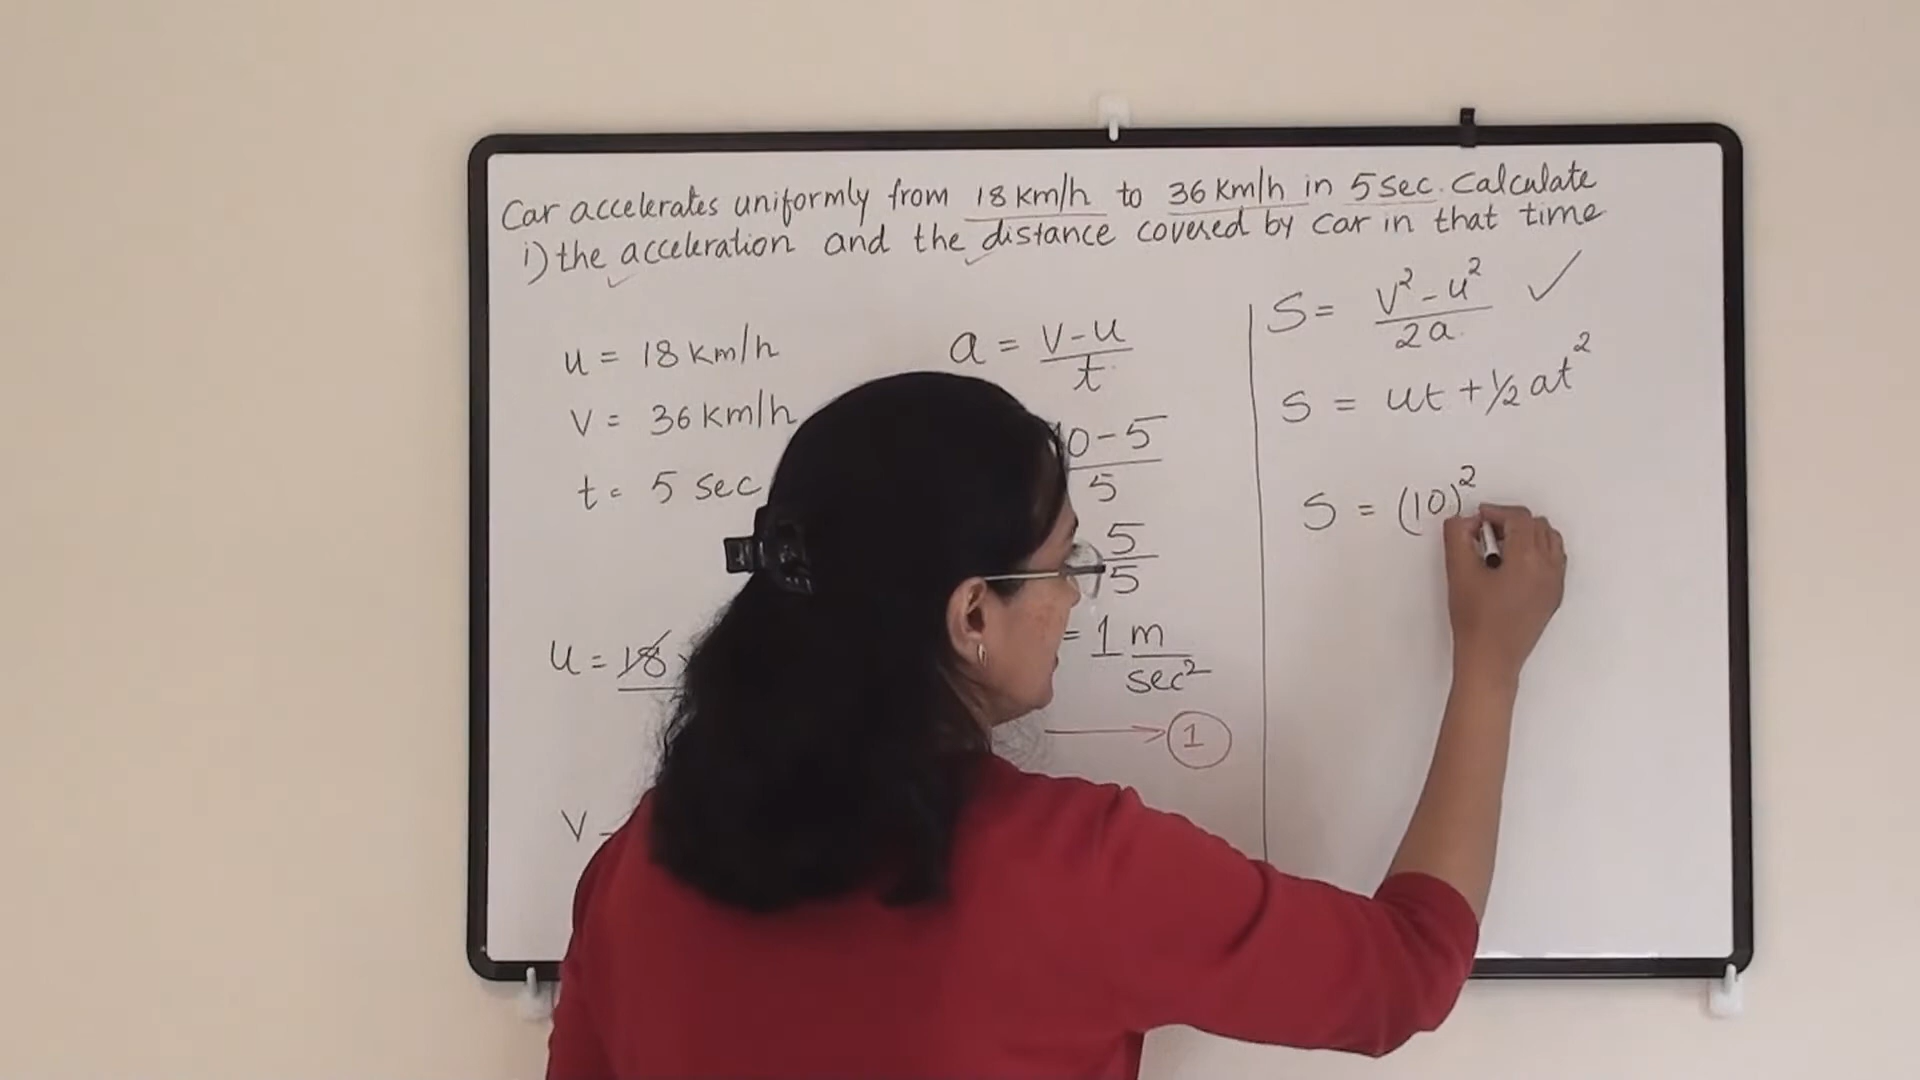 Car accelerates uniformly from 18 km/h to 36 km/h in 5 sec. Calculate
i) the acceleration and the distance covered by car in that time
u = 18 km/h
v = 36 km/h
t = 5 sec
u = 18
V -
a = V - u / t
10 - 5 / 5
5 / 5
= 1 m / sec²
1
S = V² - u² / 2a
S = ut + ½ at²
S = (10)²